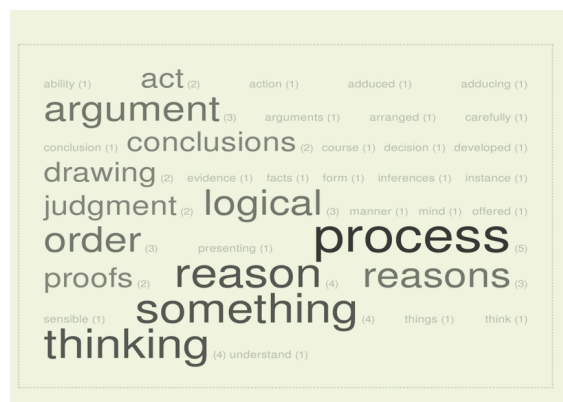 ability (1) act (2) action (1) adduced (1) adducing (1)
argument (3) arguments (1) arranged (1) carefully (1)
conclusion (1) conclusions (2) course (1) decision (1) developed (1)
drawing (2) evidence (1) facts (1) form (1) inferences (1) instance (1)
judgment (2) logical (3) manner (1) mind (1) offered (1)
order (3) presenting (1) process (5)
proofs (2) reason (4) reasons (3)
sensible (1) something (4) things (1) think (1)
thinking (4) understand (1)